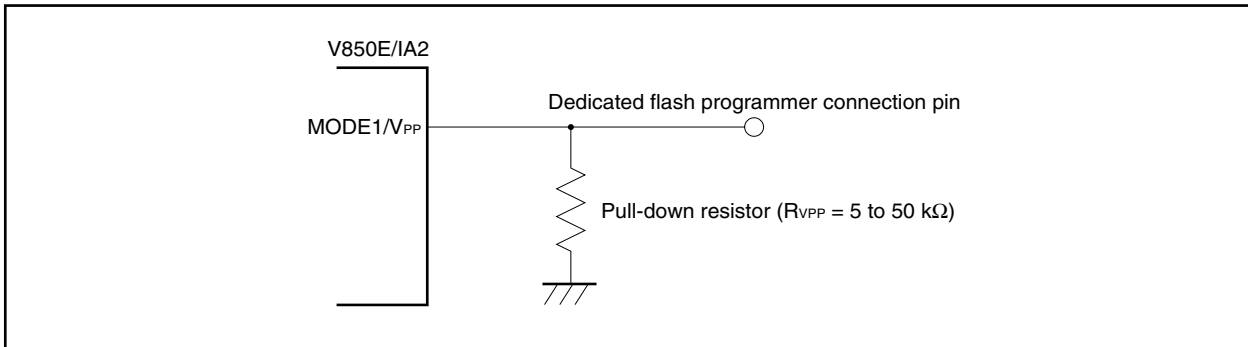 V850E/IA2
Dedicated flash programmer connection pin
MODE1/VPP
Pull-down resistor (RVPP = 5 to 50 kΩ)